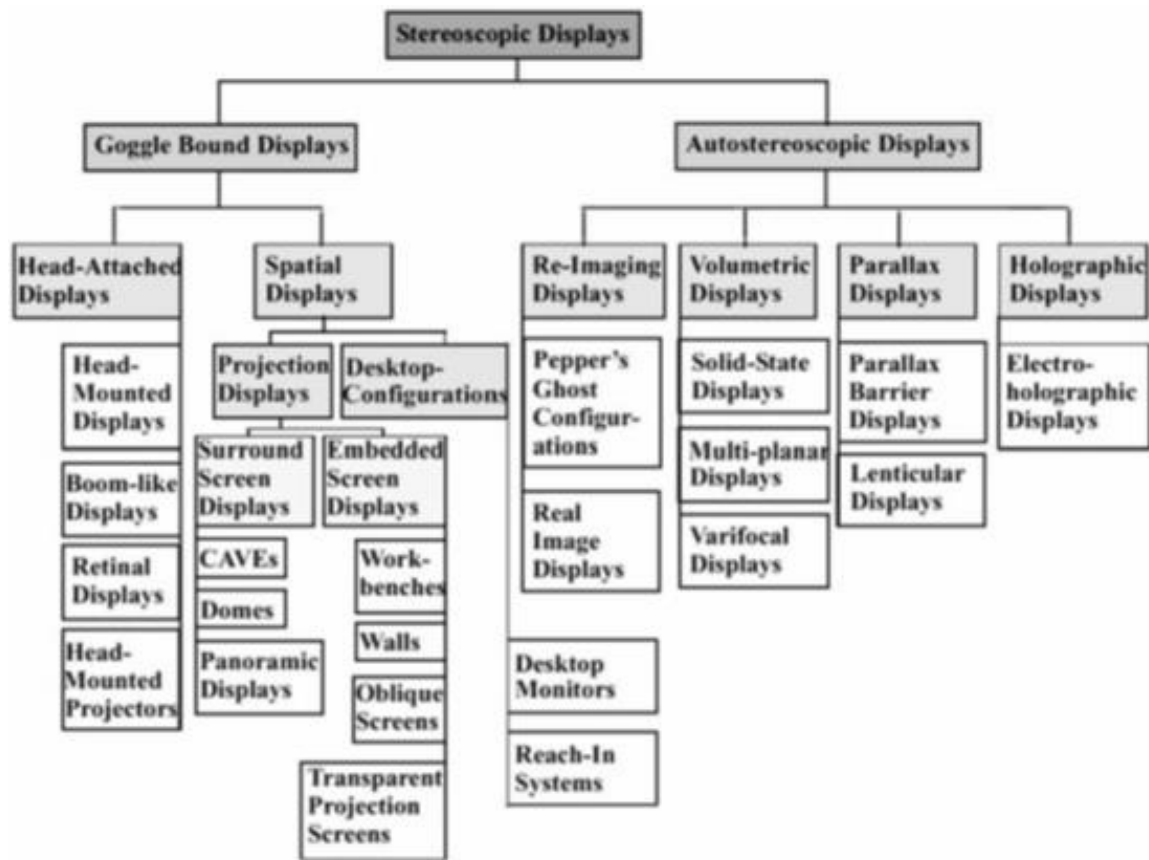 Stereoscopic Displays
Goggle Bound Displays
Autostereoscopic Displays
Head-Attached
Displays
Spatial
Displays
Re-Imaging
Displays
Volumetric
Displays
Parallax
Displays
Holographic
Displays
Head-
Mounted
Displays
Boom-like
Displays
Retinal
Displays
Head-
Mounted
Projectors
Projection
Displays
Desktop-
Configurations
Surround
Screen
Displays
Embedded
Screen
Displays
CAVEs
Domes
Panoramic
Displays
Work-
benches
Walls
Oblique
Screens
Transparent
Projection
Screens
Desktop
Monitors
Reach-In
Systems
Pepper's
Ghost
Configur-
ations
Real
Image
Displays
Solid-State
Displays
Multi-planar
Displays
Varifocal
Displays
Parallax
Barrier
Displays
Lenticular
Displays
Electro-
holographic
Displays